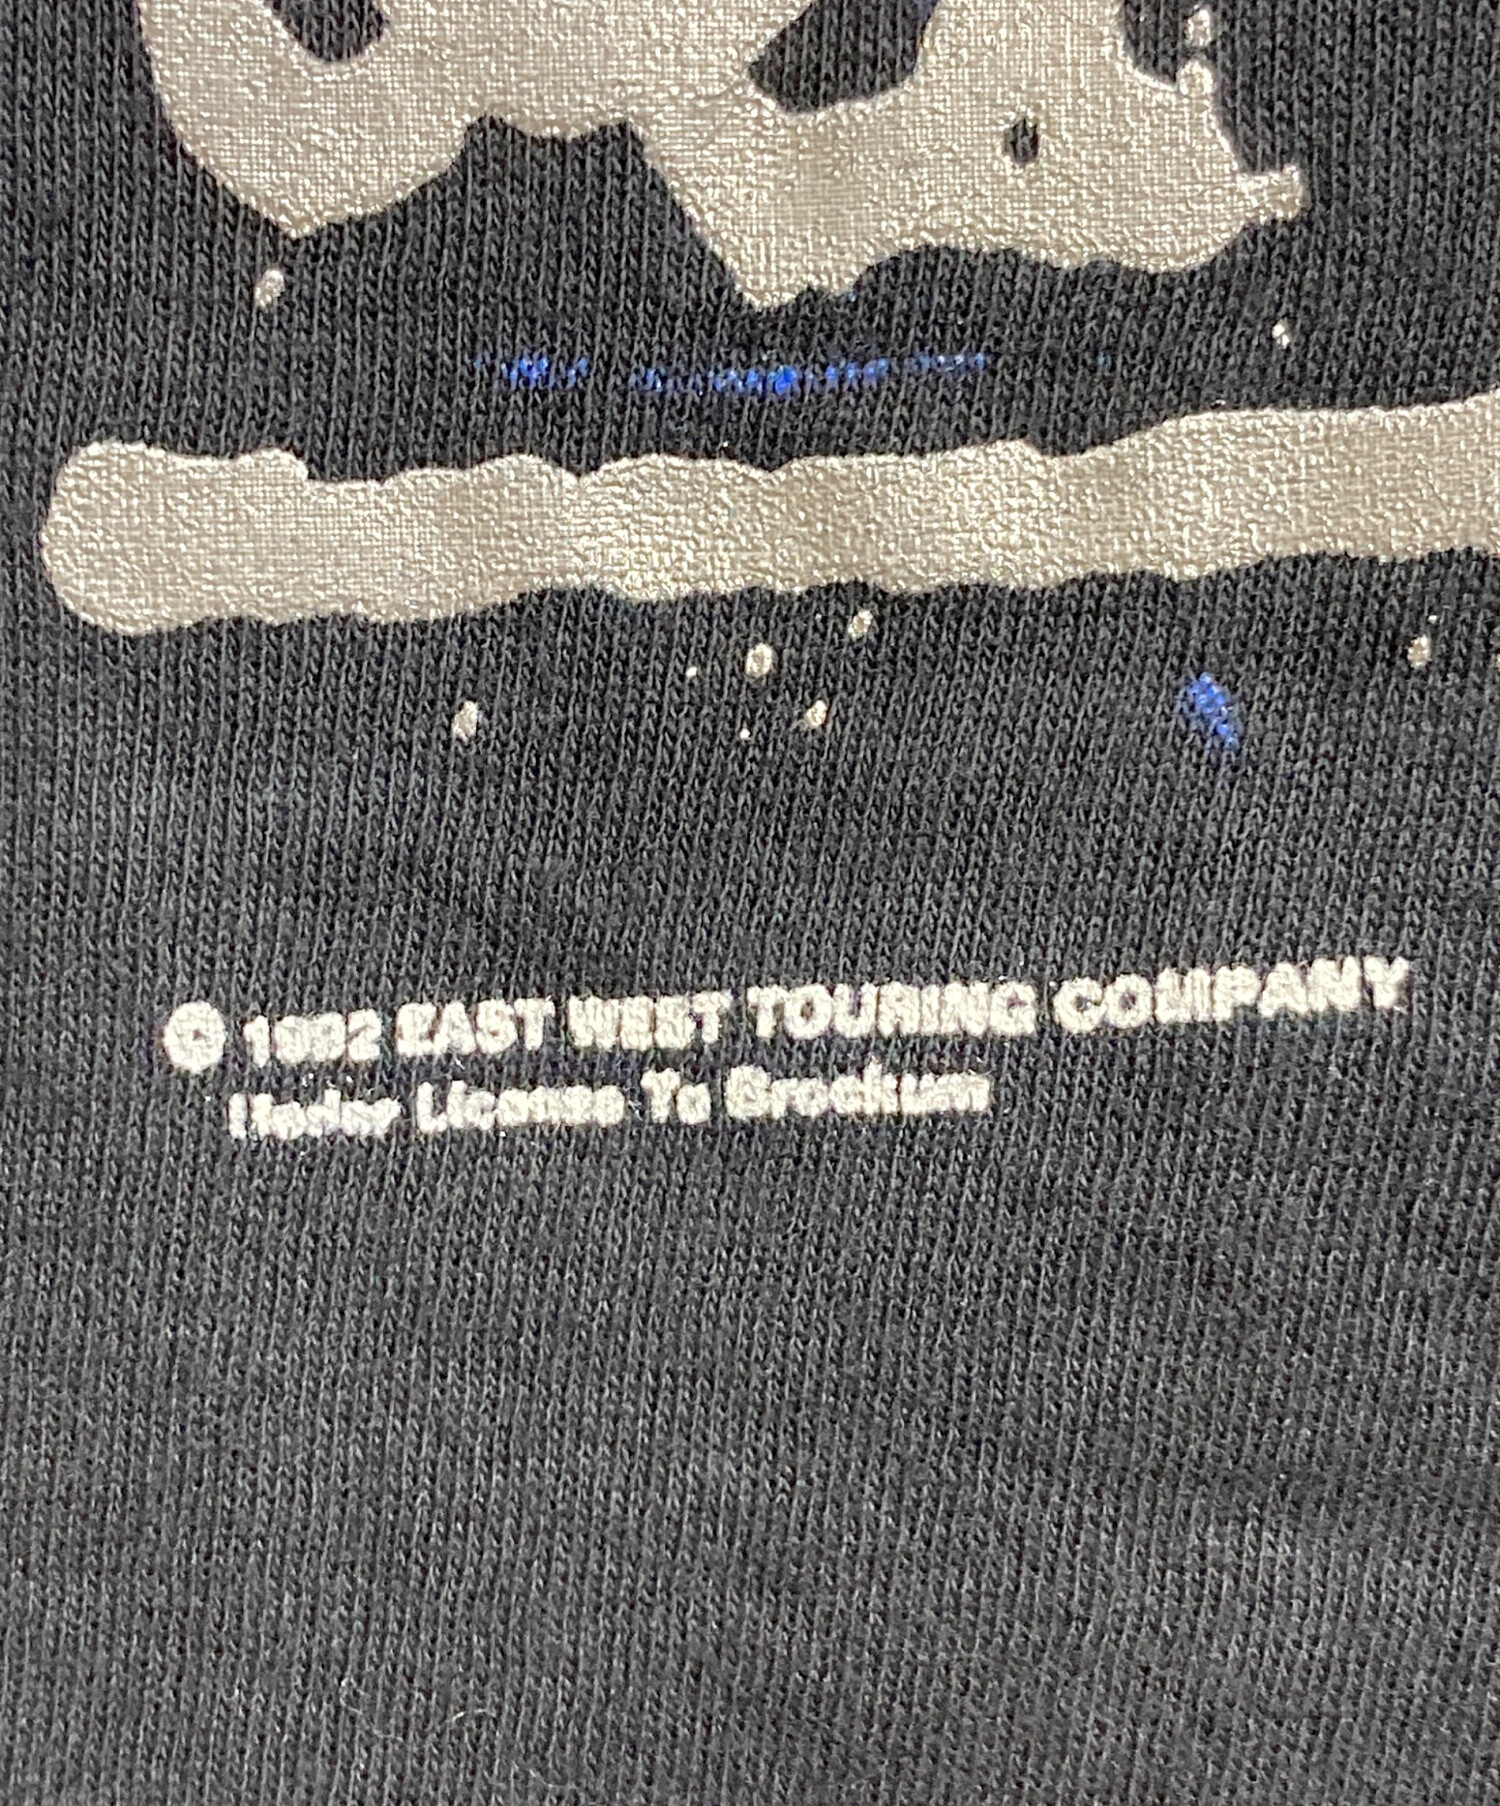 © 1992 EAST WEST TOURING COMPANY
Under License To Brockum